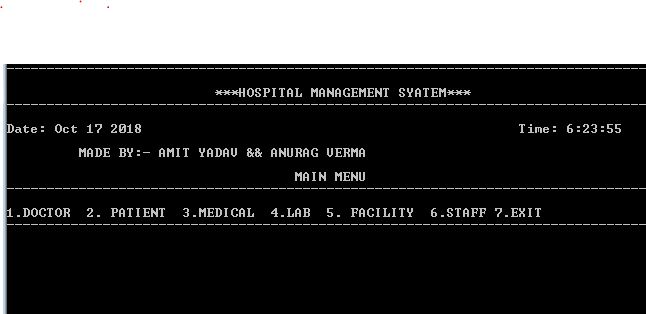 ***HOSPITAL MANAGEMENT SYATEM***
Date: Oct 17 2018 Time: 6:23:55
MADE BY:- AMIT YADAV && ANURAG VERMA
MAIN MENU
1.DOCTOR 2. PATIENT 3.MEDICAL 4.LAB 5. FACILITY 6.STAFF 7.EXIT